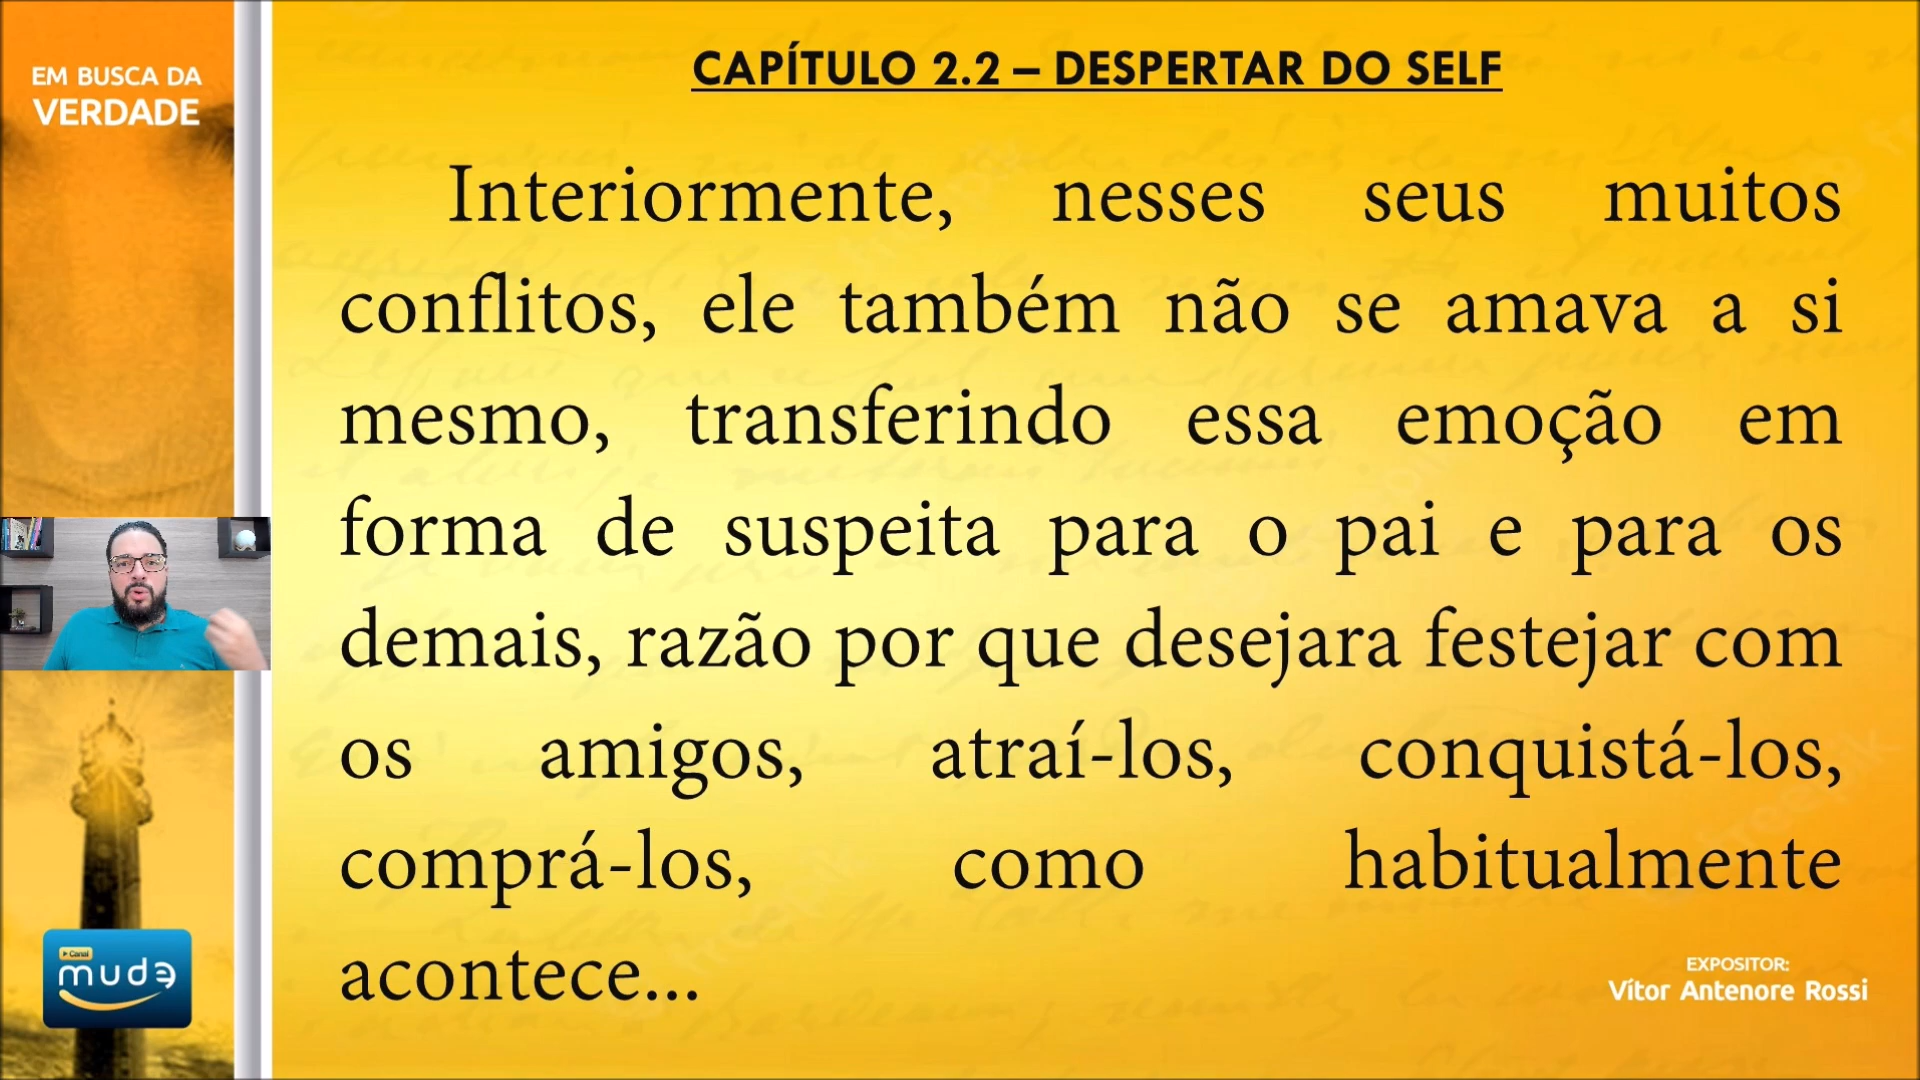 EM BUSCA DA
VERDADE
CAPÍTULO 2.2 – DESPERTAR DO SELF
Interiormente, nesses seus muitos
conflitos, ele também não se amava a si
mesmo, transferindo essa emoção em
forma de suspeita para o pai e para os
demais, razão por que desejara festejar com
os amigos, atraí-los, conquistá-los,
comprá-los, como habitualmente
acontece...
Canal
mudə
EXPOSITOR:
Vítor Antenore Rossi